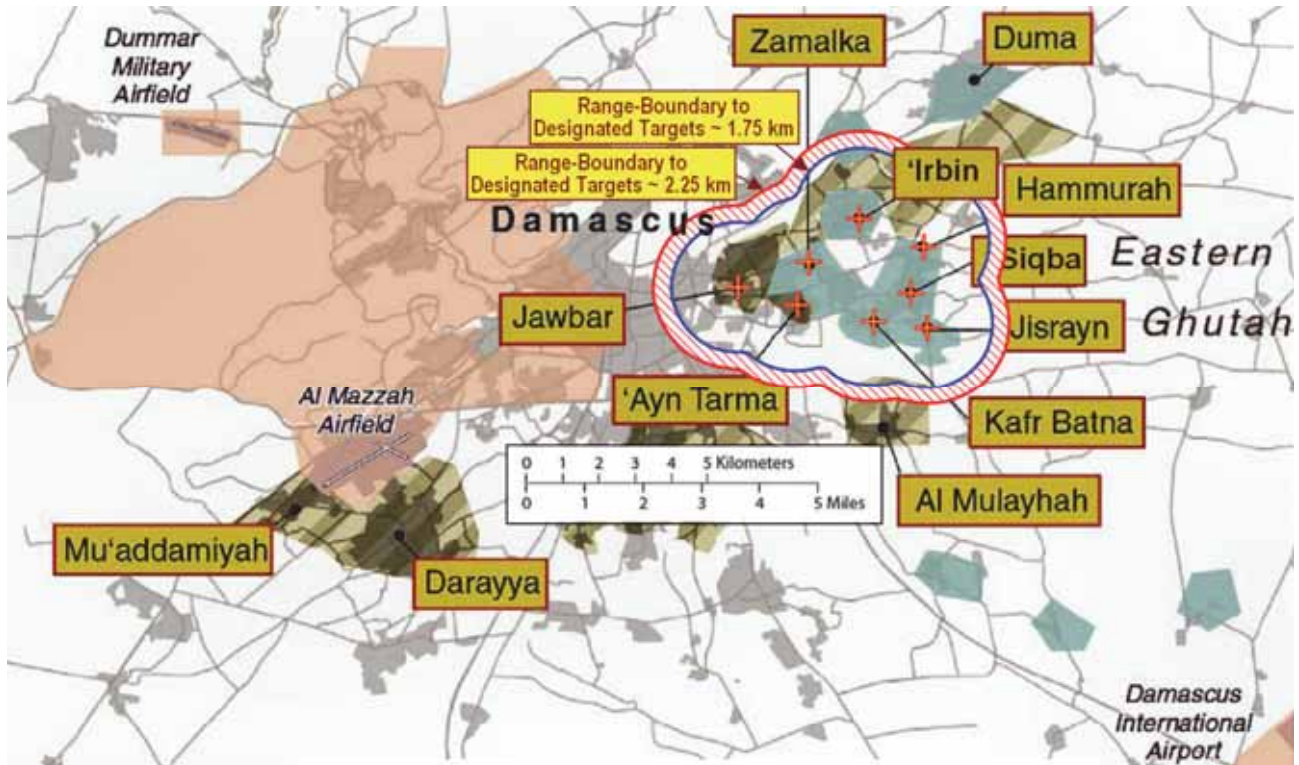 Dummar
Military
Airfield
Zamalka
Duma
Range-Boundary to
Designated Targets ~ 1.75 km
Range-Boundary to
Designated Targets ~ 2.25 km
'Irbin
Hammurah
Damascus
Siqba
Eastern
Jawbar
Jisrayn
Ghutah
Al Mazzah
Airfield
'Ayn Tarma
Kafr Batna
0 1 2 3 4 5 Kilometers
0 1 2 3 4 5 Miles
Al Mulayhah
Mu'addamiyah
Darayya
Damascus
International
Airport